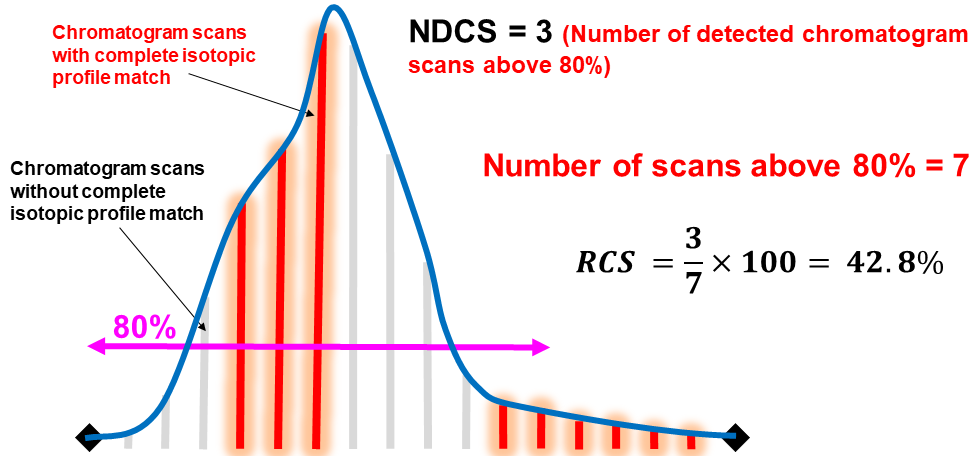 Chromatogram scans
with complete isotopic
profile match
NDCS = 3 (Number of detected chromatogram
scans above 80%)
Chromatogram scans
without complete
isotopic profile match
Number of scans above 80% = 7
RCS = 3/7 × 100 = 42.8%
80%